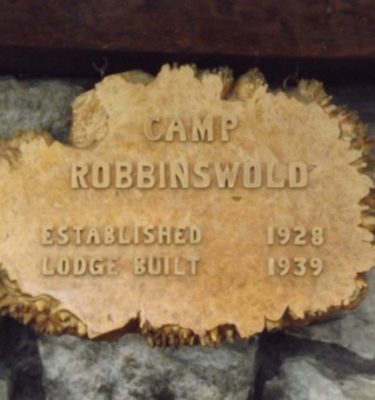 CAMP
ROBBINSWOLD
ESTABLISHED 1928
LODGE BUILT 1939